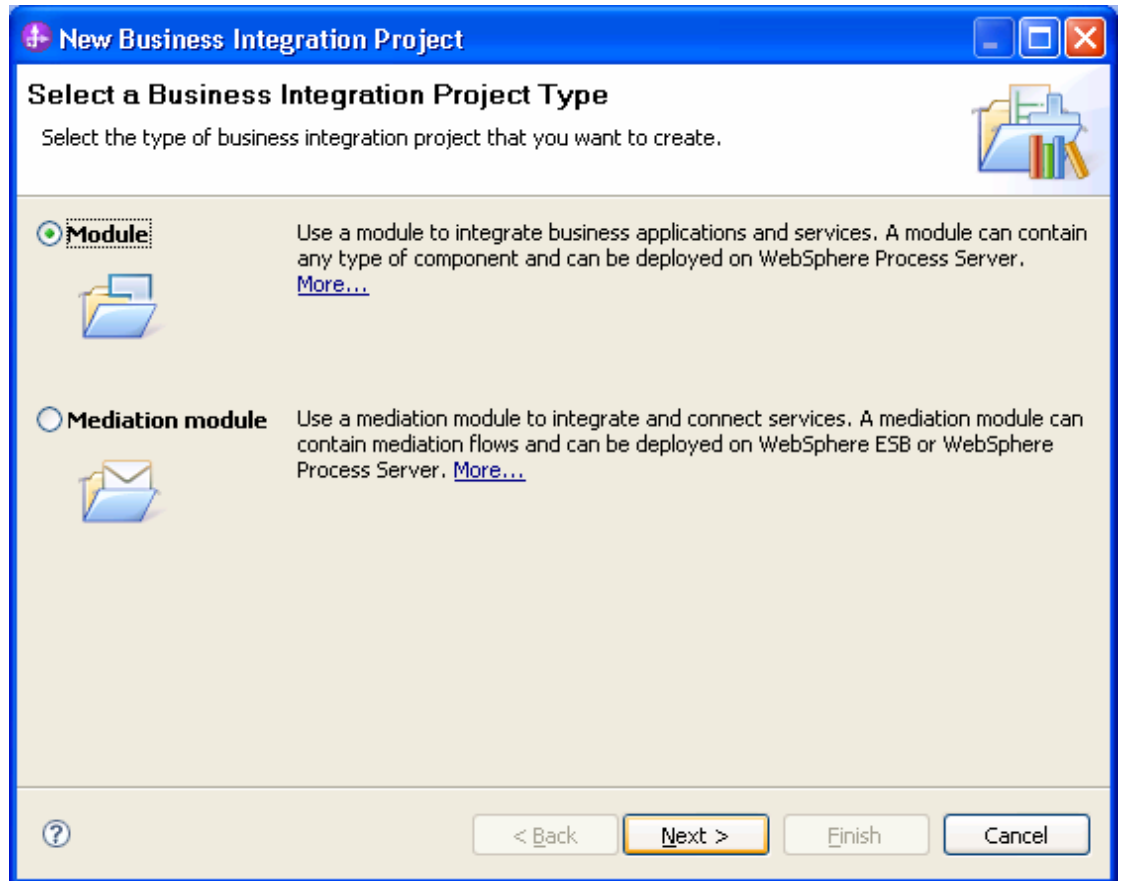 New Business Integration Project
Select a Business Integration Project Type
Select the type of business integration project that you want to create.
Module
Use a module to integrate business applications and services. A module can contain
any type of component and can be deployed on WebSphere Process Server.
More...
Mediation module
Use a mediation module to integrate and connect services. A mediation module can
contain mediation flows and can be deployed on WebSphere ESB or WebSphere
Process Server. More...
? < Back Next > Finish Cancel